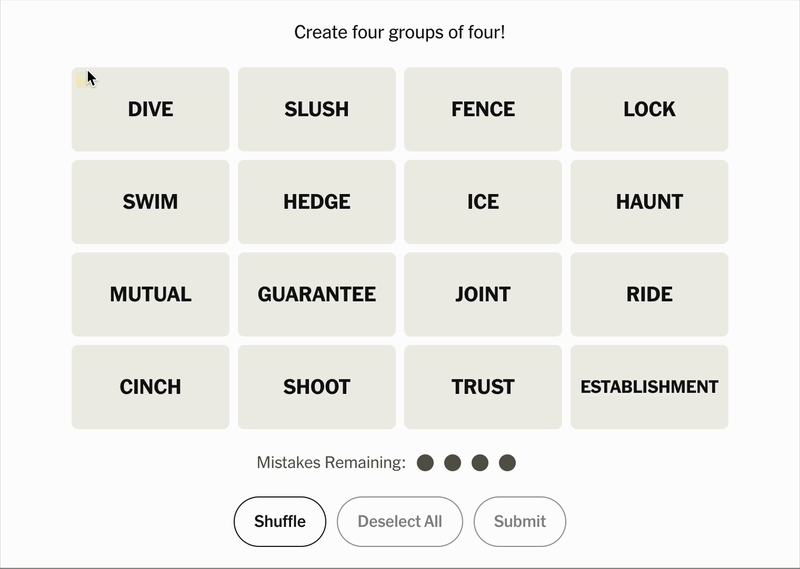 Create four groups of four!
DIVE SLUSH FENCE LOCK
SWIM HEDGE ICE HAUNT
MUTUAL GUARANTEE JOINT RIDE
CINCH SHOOT TRUST ESTABLISHMENT
Mistakes Remaining:
Shuffle Deselect All Submit